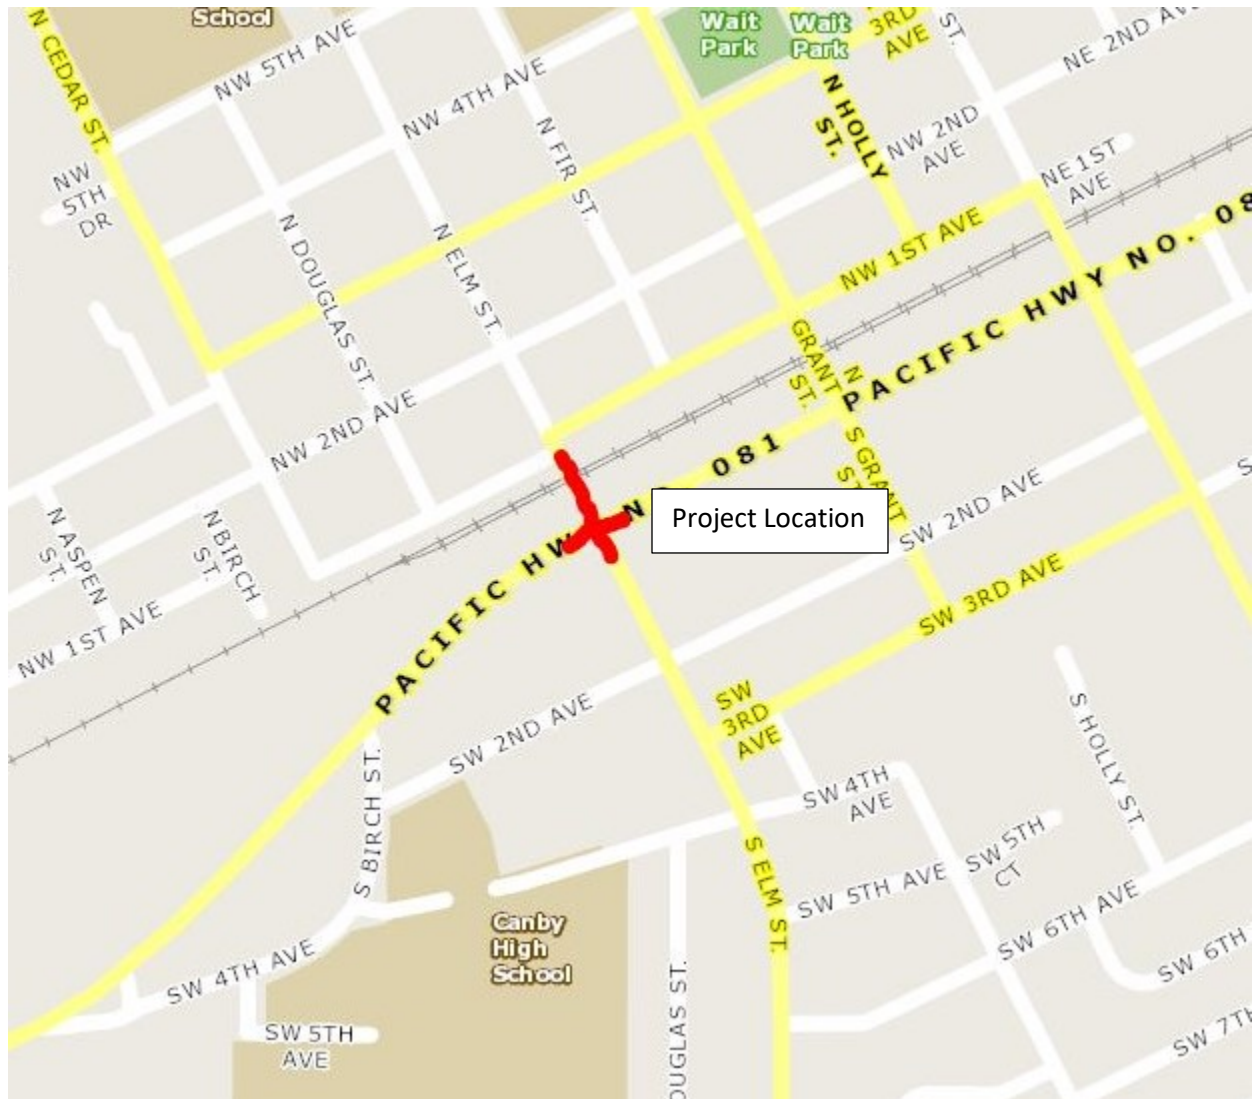 School
N CEDAR ST.
NW 5TH AVE
NW 4TH AVE
Wait
Park
Wait
Park
3RD
AVE
ST.
NE 2ND AVE
N HOLLY
ST.
NW 2ND
AVE
NE 1ST
AVE
NW
5TH
DR
N FIR ST.
N DOUGLAS ST.
N ELM ST.
NW 1ST AVE
PACIFIC HWY NO. 08
GRANT
ST.
N
NW 2ND AVE
081
S GRANT
ST.
N
Project Location
SW 2ND AVE
N ASPEN
ST.
N BIRCH
ST.
PACIFIC HW
NW 1ST AVE
SW 3RD AVE
SW 2ND AVE
SW
3RD
AVE
S HOLLY ST.
S BIRCH ST.
SW 4TH
AVE
S ELM ST.
SW 5TH AVE
SW 5TH
CT
Canby
High
School
SW 6TH AVE
SW 6TH
SW 4TH AVE
SW 5TH
AVE
OUGLAS ST.
SW 7TH